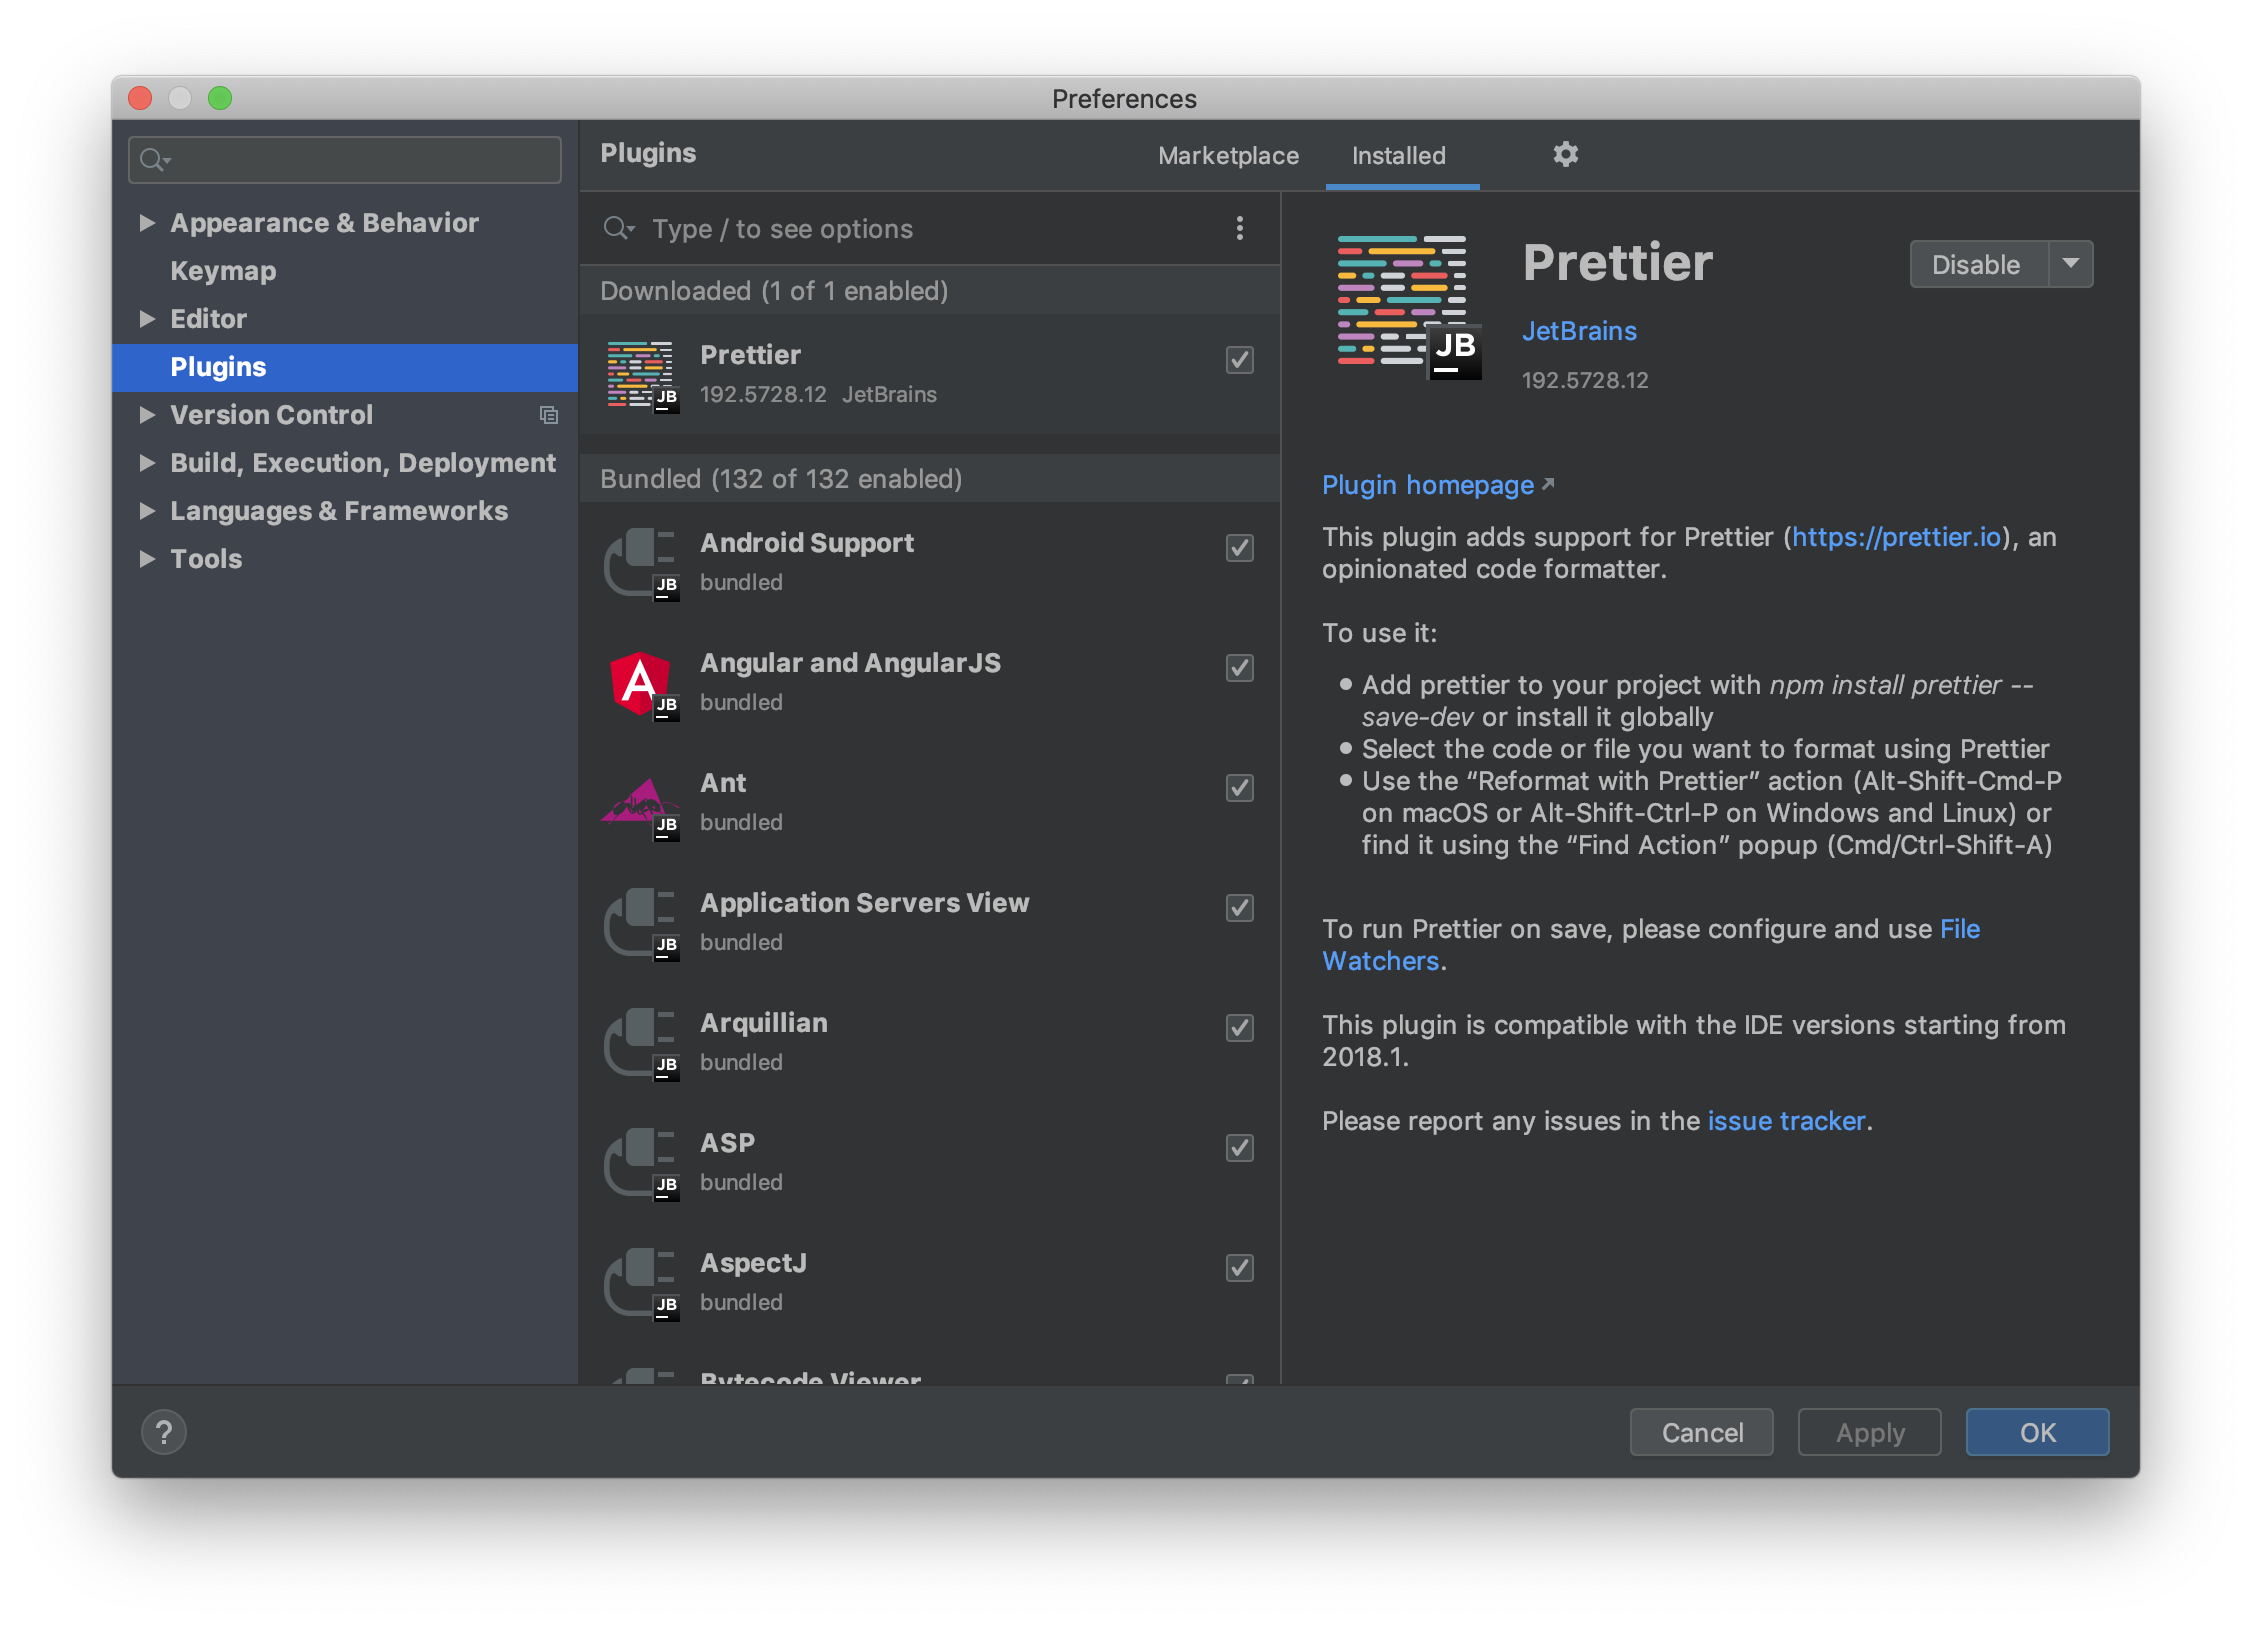 Preferences
Plugins
Marketplace
Installed
Appearance & Behavior
Keymap
Editor
Plugins
Version Control
Build, Execution, Deployment
Languages & Frameworks
Tools
Type / to see options
Downloaded (1 of 1 enabled)
Prettier
192.5728.12 JetBrains
JB
Bundled (132 of 132 enabled)
Android Support
bundled
JB
Angular and AngularJS
bundled
JB
Ant
bundled
JB
Application Servers View
bundled
JB
Arquillian
bundled
JB
ASP
bundled
JB
AspectJ
bundled
JB
Bytecode Viewer
Prettier
Disable
JetBrains
JB
192.5728.12
Plugin homepage
This plugin adds support for Prettier (https://prettier.io), an
opinionated code formatter.
To use it:
Add prettier to your project with npm install prettier --
save-dev or install it globally
Select the code or file you want to format using Prettier
Use the “Reformat with Prettier” action (Alt-Shift-Cmd-P
on macOS or Alt-Shift-Ctrl-P on Windows and Linux) or
find it using the “Find Action” popup (Cmd/Ctrl-Shift-A)
To run Prettier on save, please configure and use File
Watchers.
This plugin is compatible with the IDE versions starting from
2018.1.
Please report any issues in the issue tracker.
?
Cancel
Apply
OK